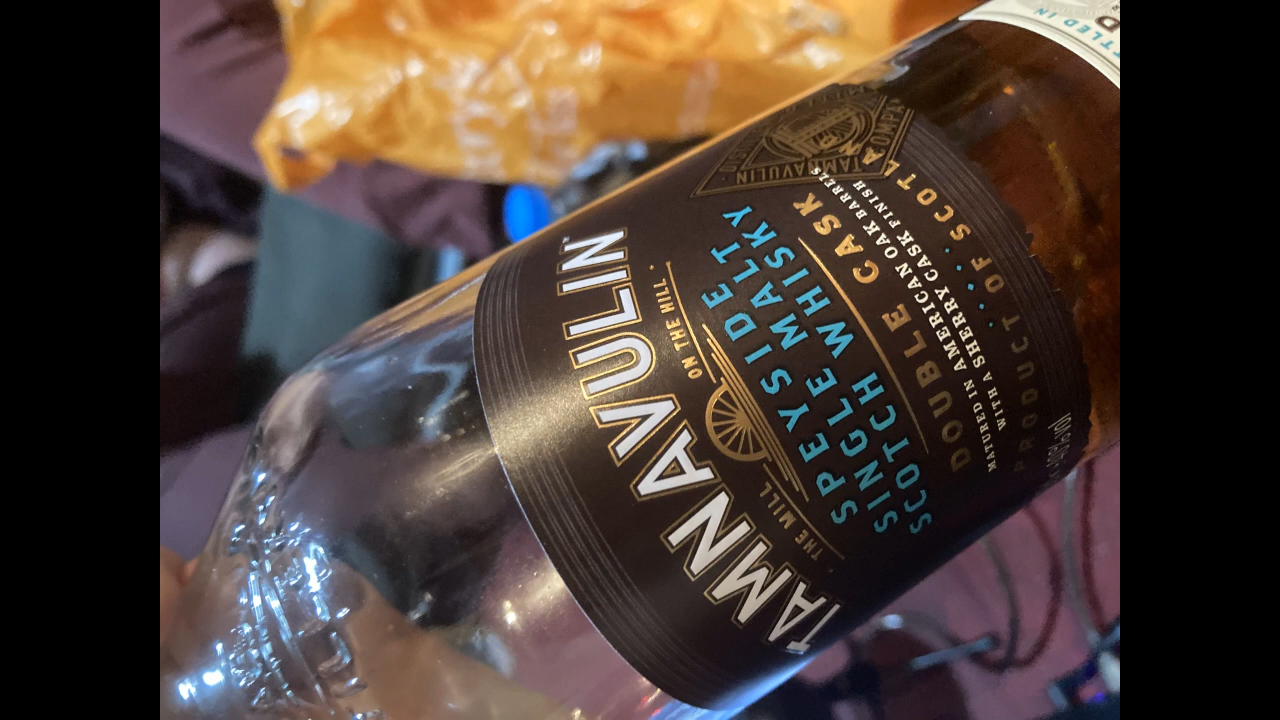 TAMNAVULIN™
THE MILL ON THE HILL
SPEYSIDE
SINGLE MALT
SCOTCH WHISKY
DOUBLE CASK
MATURED IN AMERICAN OAK BARRELS
WITH A SHERRY CASK FINISH
PRODUCT OF SCOTLAND
TAMNAVULIN